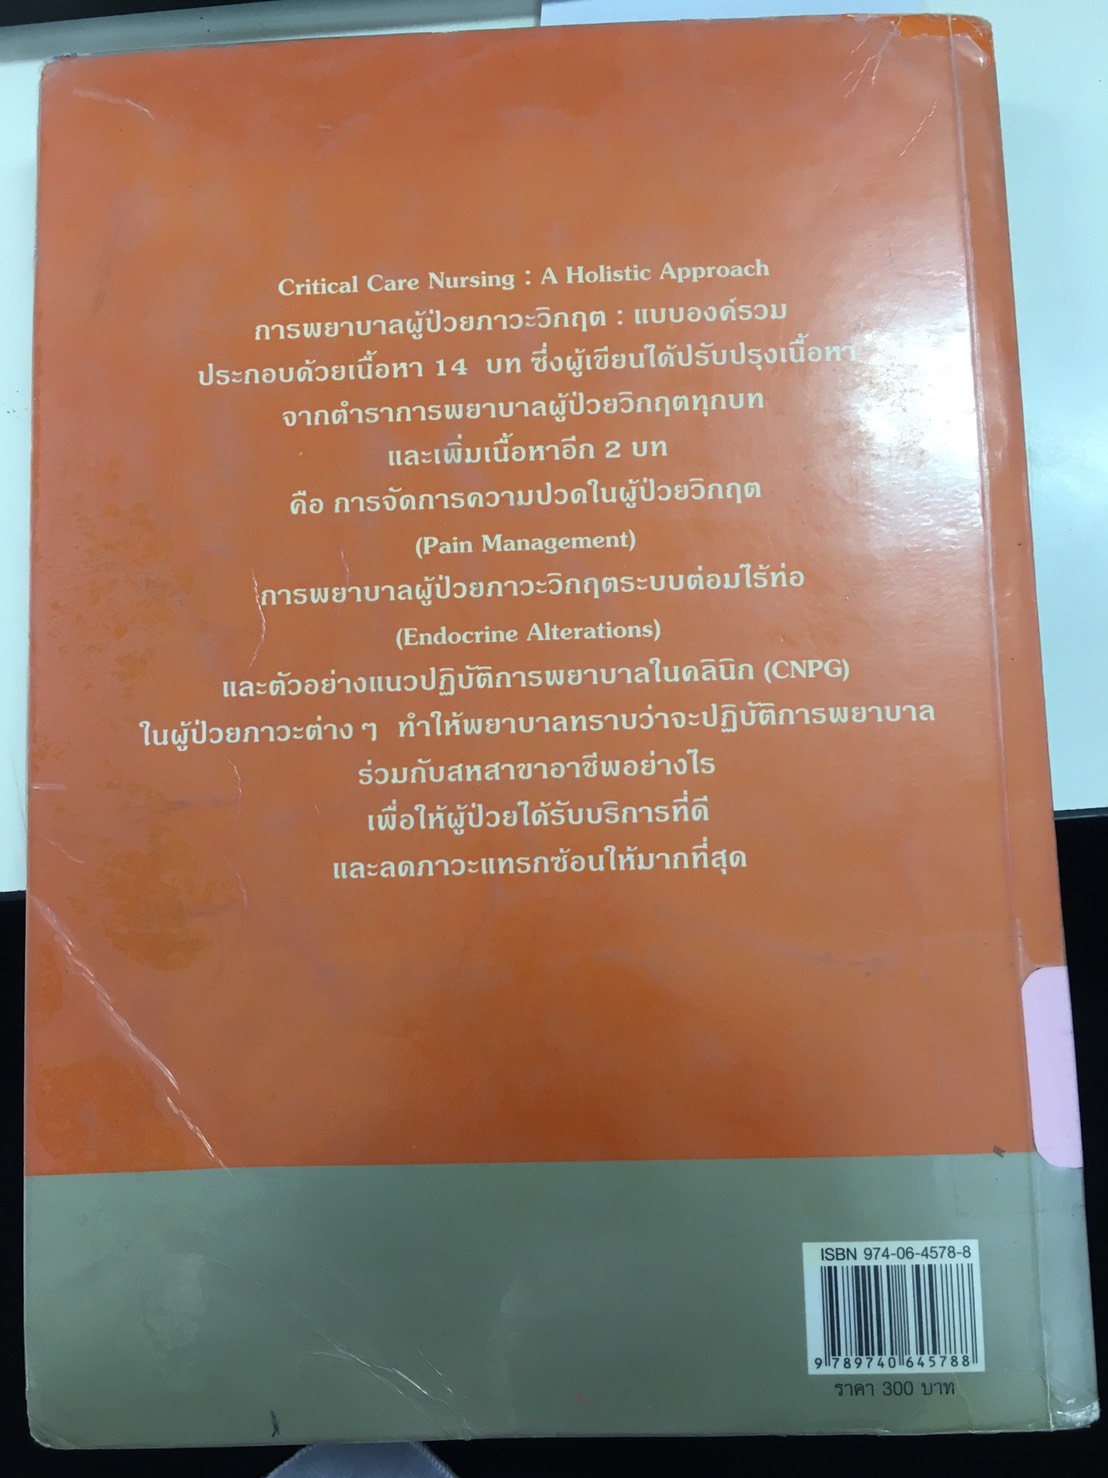 Critical Care Nursing : A Holistic Approach
การพยาบาลผู้ป่วยภาวะวิกฤต : แบบองค์รวม
ประกอบด้วยเนื้อหา 14 บท ซึ่งผู้เขียนได้ปรับปรุงเนื้อหา
จากตำราการพยาบาลผู้ป่วยวิกฤตทุกบท
และเพิ่มเนื้อหาอีก 2 บท
คือ การจัดการความปวดในผู้ป่วยวิกฤต
(Pain Management)
การพยาบาลผู้ป่วยภาวะวิกฤตระบบต่อมไร้ท่อ
(Endocrine Alterations)
และตัวอย่างแนวปฏิบัติการพยาบาลในคลินิก (CNPG)
ในผู้ป่วยภาวะต่าง ๆ ทำให้พยาบาลทราบว่าจะปฏิบัติการพยาบาล
ร่วมกับสหสาขาอาชีพอย่างไร
เพื่อให้ผู้ป่วยได้รับบริการที่ดี
และลดภาวะแทรกซ้อนให้มากที่สุด
ISBN 974-06-4578-8
9 789740 645788
ราคา 300 บาท